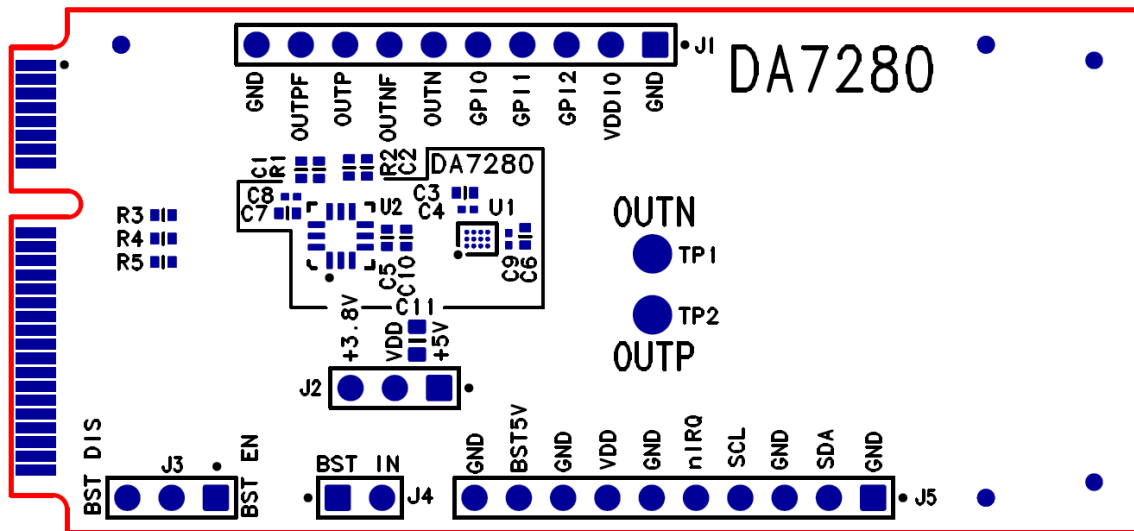 J1
DA7280
GND
OUTPF
OUTP
OUTNF
OUTN
GPI0
GPI1
GPI2
VDDIO
GND
C1
R1
R2
C2
DA7280
C8
C7
U2
C3
C4
U1
R3
R4
R5
C5
C10
C9
C6
OUTN
TP1
TP2
OUTP
C11
+3.8V
VDD
+5V
J2
BST DIS
J3
BST EN
BST IN
J4
GND
BST5V
GND
VDD
GND
nIRQ
SCL
GND
SDA
GND
J5